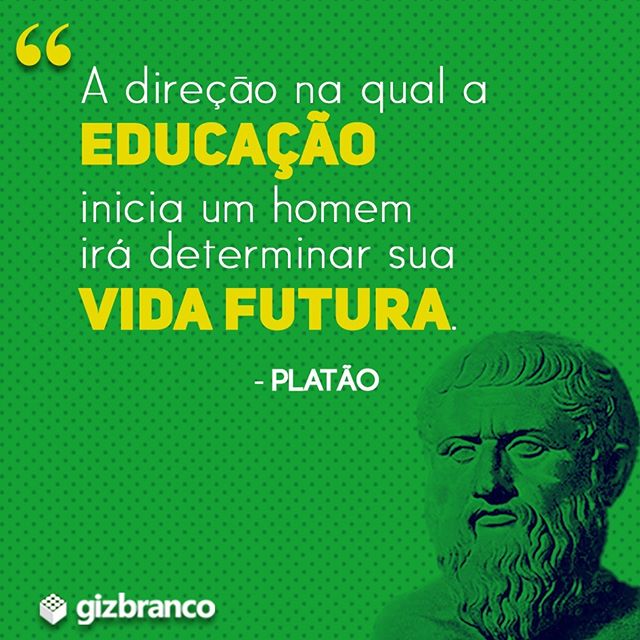 “
A direção na qual a
EDUCAÇÃO
inicia um homem
irá determinar sua
VIDA FUTURA.
- PLATÃO
gizbranco